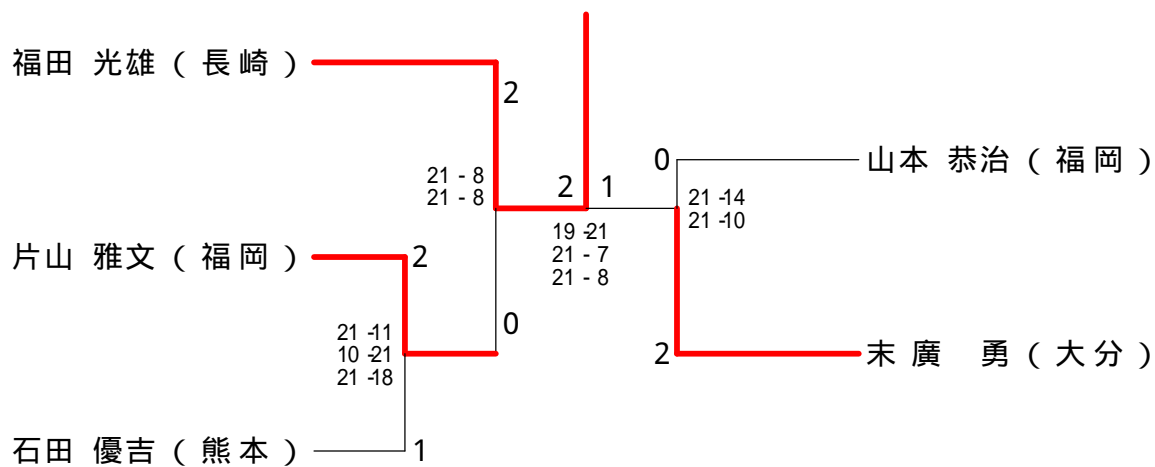 福田 光雄 ( 長崎 )
2
0
山本 恭治 ( 福岡 )
21 - 8
21 - 8
2
1
21 -14
21 -10
19 -21
21 - 7
21 - 8
片山 雅文 ( 福岡 )
2
0
21 -11
10 -21
21 -18
2
末廣 勇 ( 大分 )
石田 優吉 ( 熊本 )
1